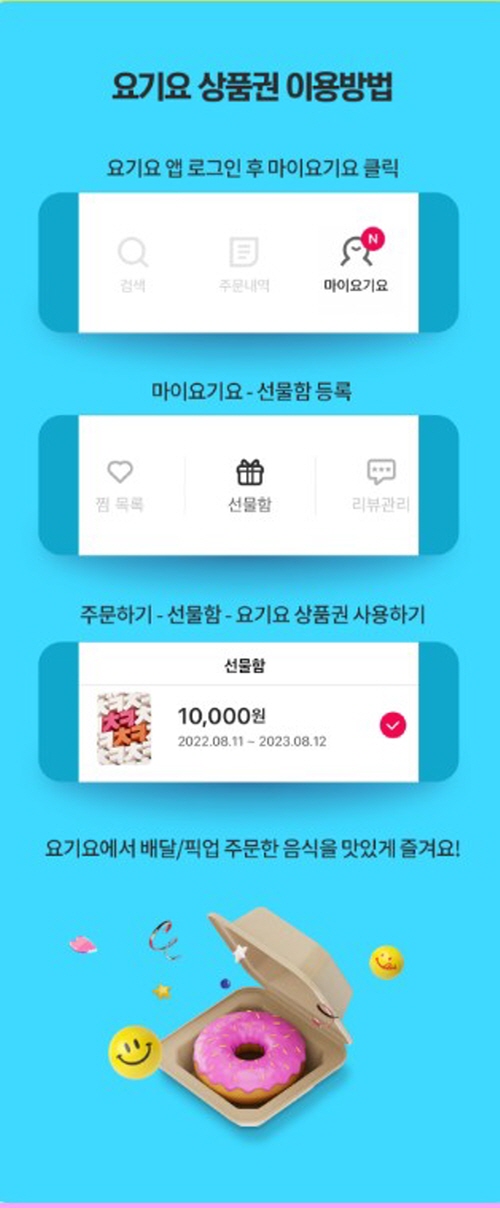 요기요 상품권 이용방법
요기요 앱 로그인 후 마이요기요 클릭
N
검색 주문내역 마이요기요
마이요기요 - 선물함 등록
찜 목록 선물함 리뷰관리
주문하기 - 선물함 - 요기요 상품권 사용하기
선물함
10,000원
2022.08.11 ~ 2023.08.12
요기요에서 배달/픽업 주문한 음식을 맛있게 즐겨요!